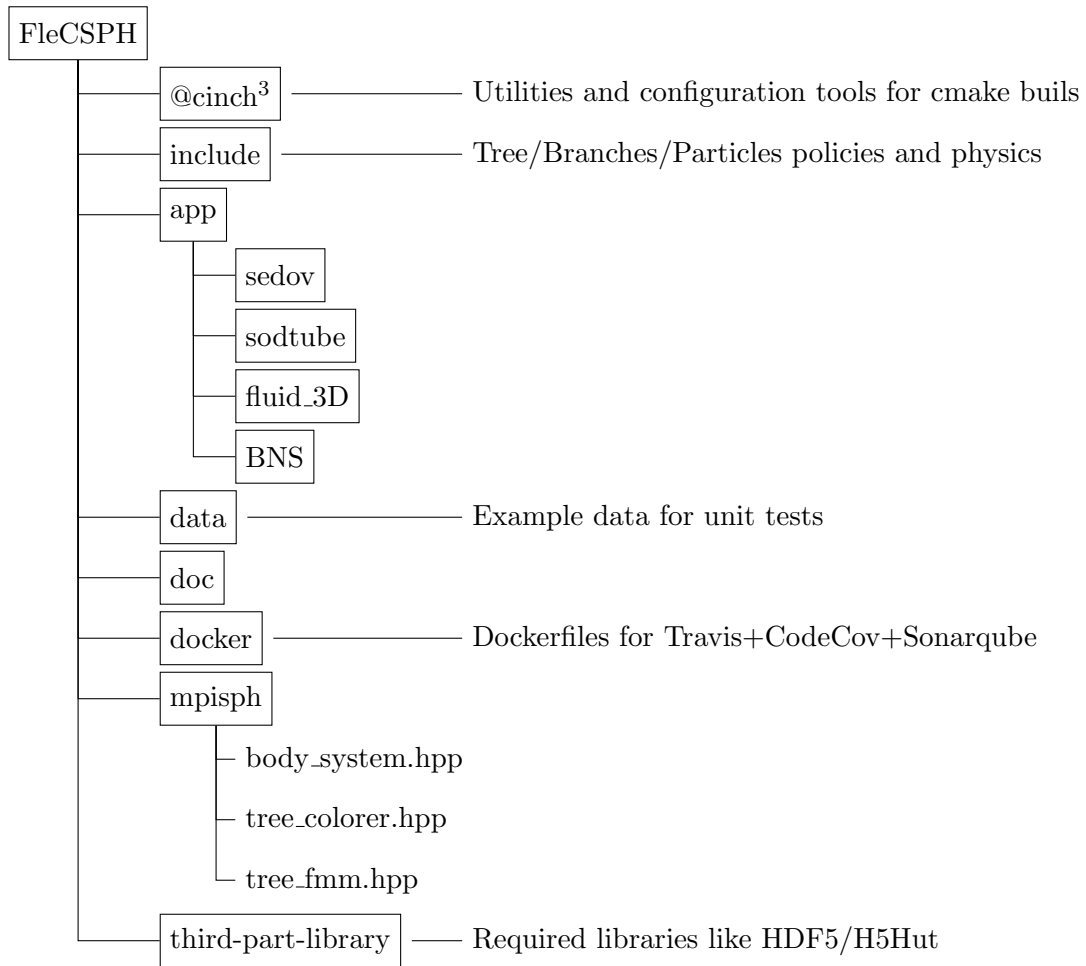 FleCSPH
@cinch³ Utilities and configuration tools for cmake buils
include Tree/Branches/Particles policies and physics
app
sedov
sodtube
fluid_3D
BNS
data Example data for unit tests
doc
docker Dockerfiles for Travis+CodeCov+Sonarqube
mpisph
body_system.hpp
tree_colorer.hpp
tree_fmm.hpp
third-part-library Required libraries like HDF5/H5Hut